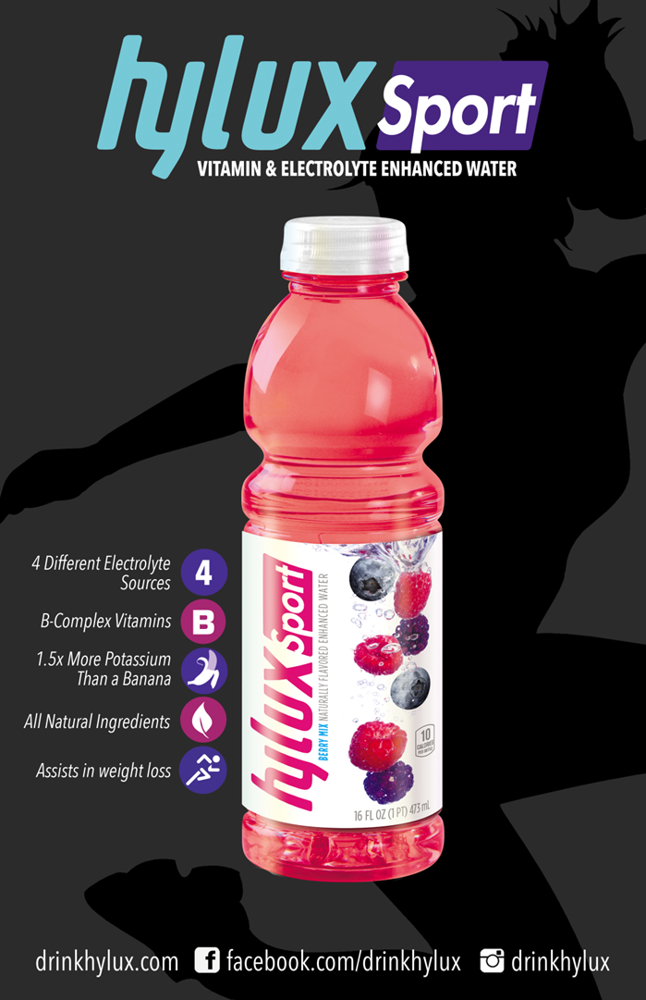 hylux Sport
VITAMIN & ELECTROLYTE ENHANCED WATER
4 Different Electrolyte
Sources
4
B-Complex Vitamins
B
1.5x More Potassium
Than a Banana
All Natural Ingredients
Assists in weight loss
hylux Sport
BERRY MIX NATURALLY FLAVORED ENHANCED WATER
10
CALORIES
PER BOTTLE
16 FL OZ (1 PT) 473 mL
drinkhylux.com f facebook.com/drinkhylux drinkhylux